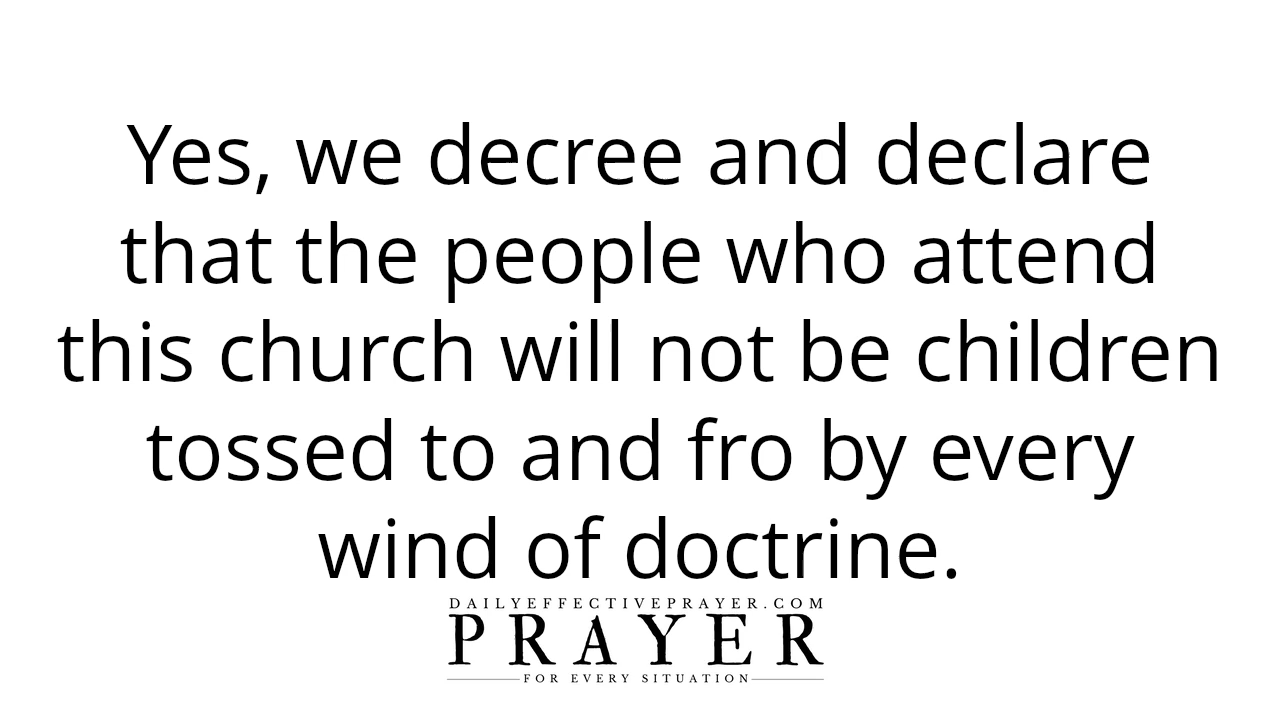 Yes, we decree and declare
that the people who attend
this church will not be children
tossed to and fro by every
wind of doctrine.
DAILYEFFECTIVEPRAYER.COM
PRAYER
FOR EVERY SITUATION